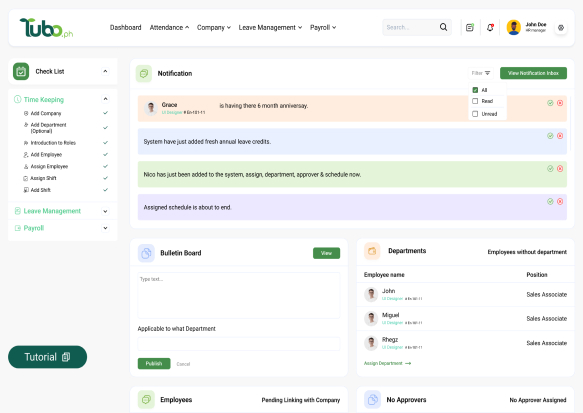 Tubo.ph
Dashboard
Attendance
Company
Leave Management
Payroll
Search...
John Doe
HR manager
Check List
Time Keeping
Add Company
Add Department
(Optional)
Introduction to Roles
Add Employee
Assign Employee
Assign Shift
Add Shift
Leave Management
Payroll
Tutorial
Notification
Filter
View Notification Inbox
All
Read
Unread
Grace
UI Designer # Ex-101-11
is having there 6 month anniversay.
System have just added fresh annual leave credits.
Nico has just been added to the system, assign, department, approver & schedule now.
Assigned schedule is about to end.
Bulletin Board
View
Type text...
Applicable to what Department
Publish
Cancel
Departments
Employees without department
Employee name
Position
John
UI Designer # Ex-101-11
Sales Associate
Miguel
UI Designer # Ex-101-11
Sales Associate
Rhegz
UI Designer # Ex-101-11
Sales Associate
Assign Department
Employees
Pending Linking with Company
No Approvers
No Approver Assigned